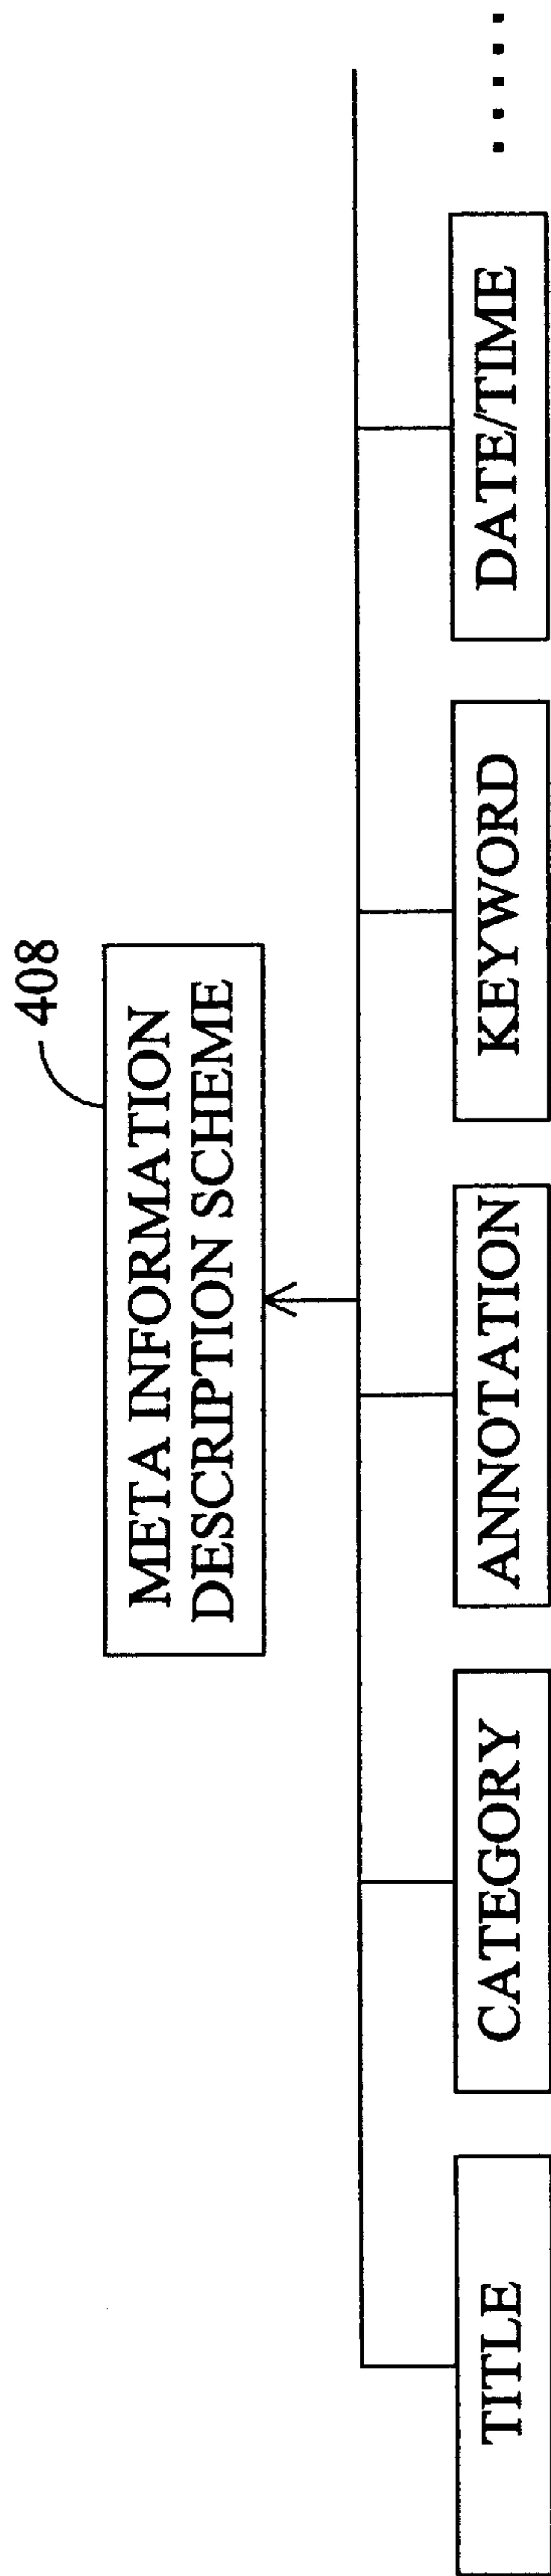 408
META INFORMATION
DESCRIPTION SCHEME
TITLE
CATEGORY
ANNOTATION
KEYWORD
DATE/TIME
.....